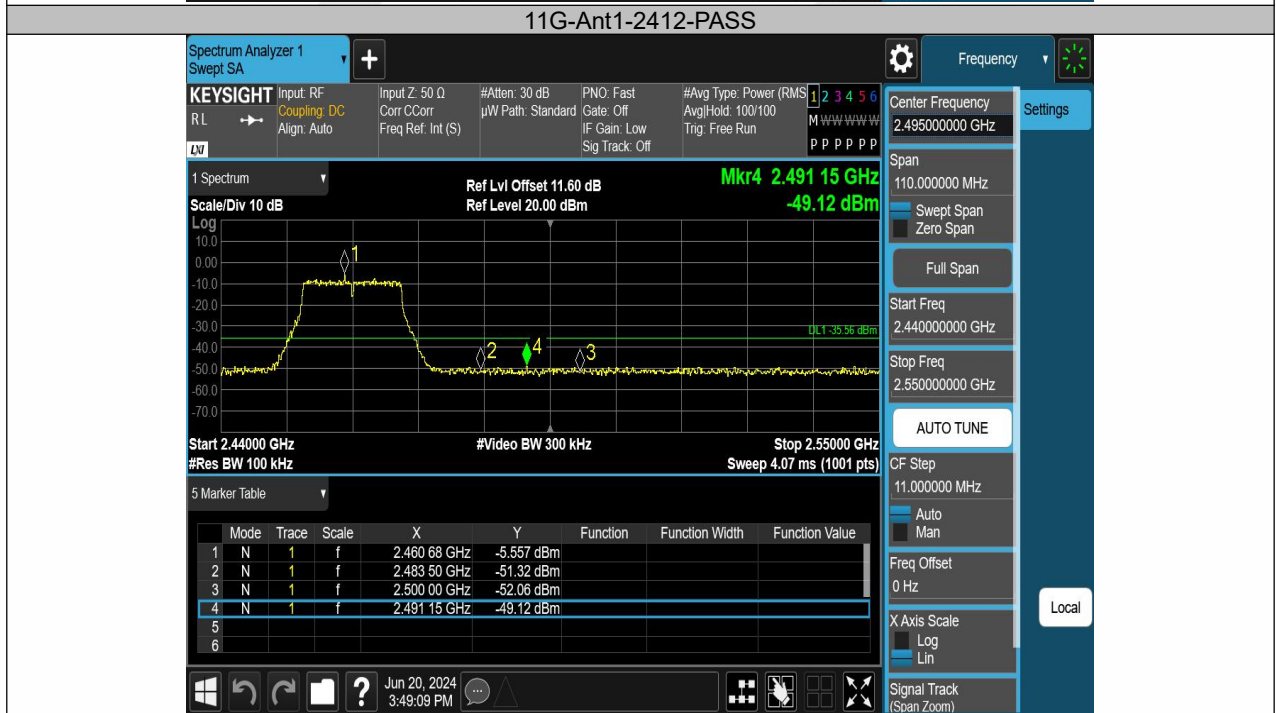 11G-Ant1-2412-PASS
Spectrum Analyzer 1
Swept SA
+
Frequency
KEYSIGHT
RL
LXI
Input: RF
Coupling: DC
Align: Auto
Input Z: 50 Ω
Corr CCorr
Freq Ref: Int (S)
#Atten: 30 dB
µW Path: Standard
PNO: Fast
Gate: Off
IF Gain: Low
Sig Track: Off
#Avg Type: Power (RMS
Avg|Hold: 100/100
Trig: Free Run
1 2 3 4 5 6
M W W W W W
P P P P P P
1 Spectrum
Scale/Div 10 dB
Ref Lvl Offset 11.60 dB
Ref Level 20.00 dBm
Mkr4 2.491 15 GHz
-49.12 dBm
Log
10.0
0.00
-10.0
-20.0
-30.0
-40.0
-50.0
-60.0
-70.0
1
2
4
3
DL1 -35.56 dBm
Start 2.44000 GHz
#Video BW 300 kHz
Stop 2.55000 GHz
#Res BW 100 kHz
Sweep 4.07 ms (1001 pts)
5 Marker Table
Mode Trace Scale X Y Function Function Width Function Value
1 N 1 f 2.460 68 GHz -5.557 dBm
2 N 1 f 2.483 50 GHz -51.32 dBm
3 N 1 f 2.500 00 GHz -52.06 dBm
4 N 1 f 2.491 15 GHz -49.12 dBm
5
6
Center Frequency
2.495000000 GHz
Settings
Span
110.000000 MHz
Swept Span
Zero Span
Full Span
Start Freq
2.440000000 GHz
Stop Freq
2.550000000 GHz
AUTO TUNE
CF Step
11.000000 MHz
Auto
Man
Freq Offset
0 Hz
X Axis Scale
Log
Lin
Local
Signal Track
(Span Zoom)
?
Jun 20, 2024
3:49:09 PM